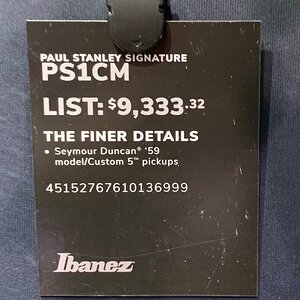 PAUL STANLEY SIGNATURE
PS1CM
LIST: $9,333.32
THE FINER DETAILS
• Seymour Duncan® '59
model/Custom 5™ pickups
45152767610136999
Ibanez